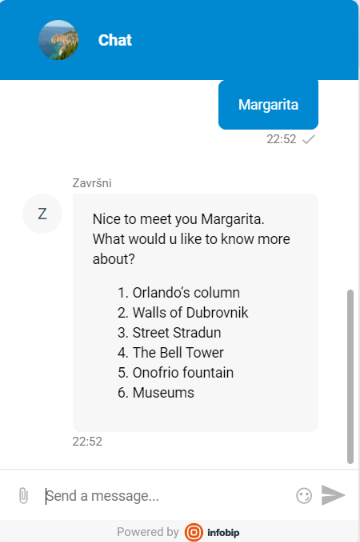 Chat
Margarita
22:52
Završni
Z
Nice to meet you Margarita.
What would u like to know more
about?
1. Orlando's column
2. Walls of Dubrovnik
3. Street Stradun
4. The Bell Tower
5. Onofrio fountain
6. Museums
22:52
Send a message...
Powered by infobip